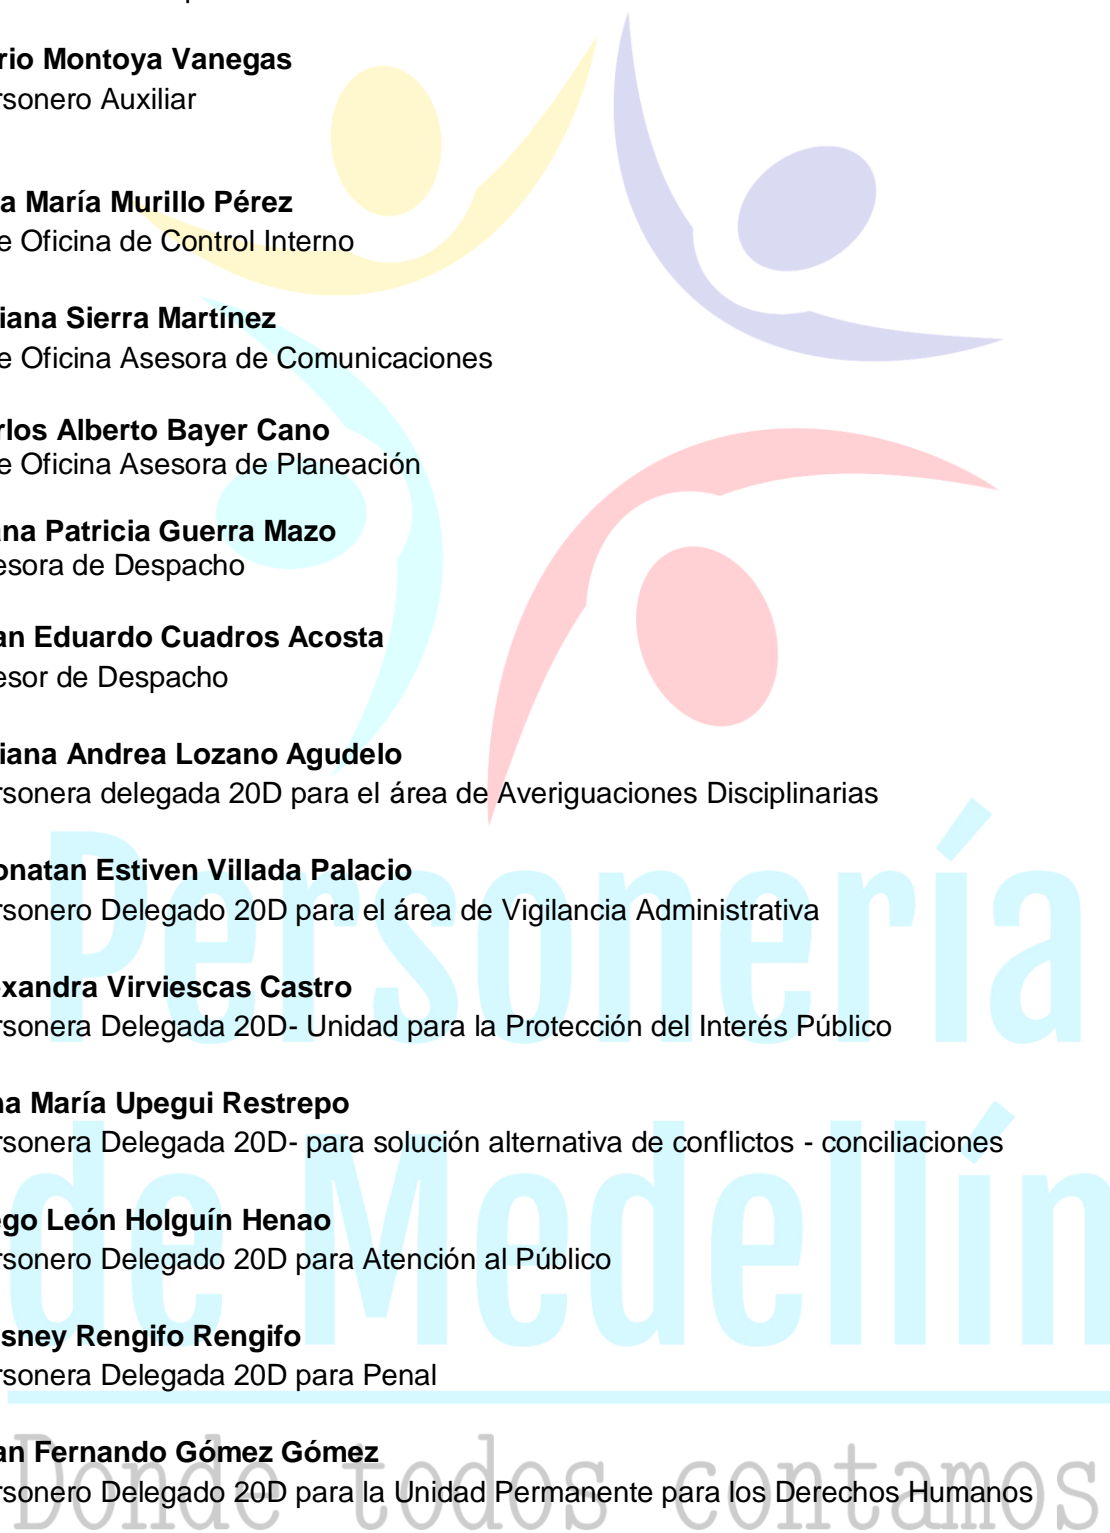 rio Montoya Vanegas
rsonero Auxiliar
a María Murillo Pérez
e Oficina de Control Interno
iana Sierra Martínez
e Oficina Asesora de Comunicaciones
rlos Alberto Bayer Cano
e Oficina Asesora de Planeación
ana Patricia Guerra Mazo
esora de Despacho
an Eduardo Cuadros Acosta
esor de Despacho
iana Andrea Lozano Agudelo
rsonera delegada 20D para el área de Averiguaciones Disciplinarias
onatan Estiven Villada Palacio
rsonero Delegado 20D para el área de Vigilancia Administrativa
Personería
exandra Virviescas Castro
rsonera Delegada 20D- Unidad para la Protección del Interés Público
na María Upegui Restrepo
rsonera Delegada 20D- para solución alternativa de conflictos - conciliaciones
ego León Holguín Henao
rsonero Delegado 20D para Atención al Público
de Medellín
sney Rengifo Rengifo
rsonera Delegada 20D para Penal
an Fernando Gómez Gómez
rsonero Delegado 20D para la Unidad Permanente para los Derechos Humanos
Donde todos contamos